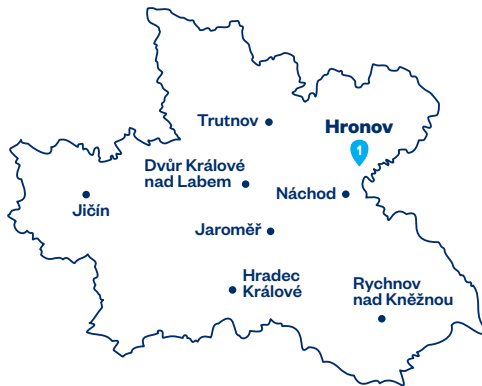 Trutnov
Hronov
1
Dvůr Králové
nad Labem
Náchod
Jičín
Jaroměř
Hradec
Králové
Rychnov
nad Kněžnou